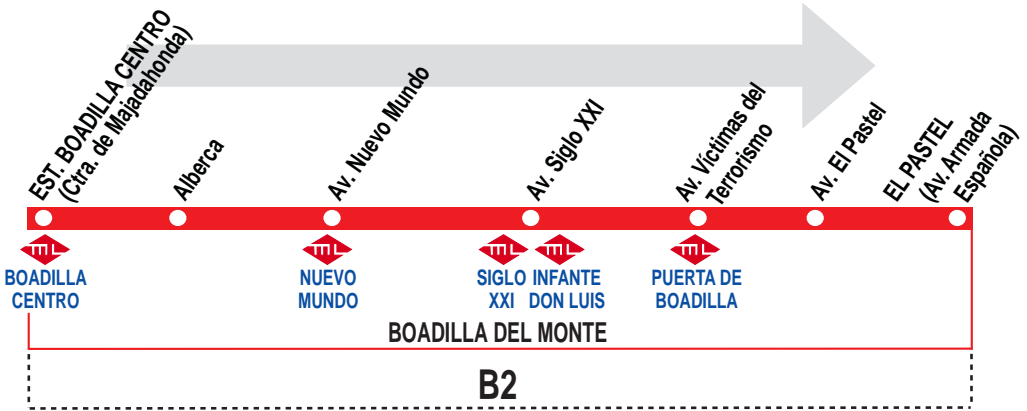 EST. BOADILLA CENTRO
(Ctra. de Majadahonda)
Alberca
Av. Nuevo Mundo
Av. Siglo XXI
Av. Víctimas del
Terrorismo
Av. El Pastel
EL PASTEL
(Av. Armada
Española)
ML
BOADILLA
CENTRO
ML
NUEVO
MUNDO
ML
SIGLO
XXI
ML
INFANTE
DON LUIS
ML
PUERTA DE
BOADILLA
BOADILLA DEL MONTE
B2